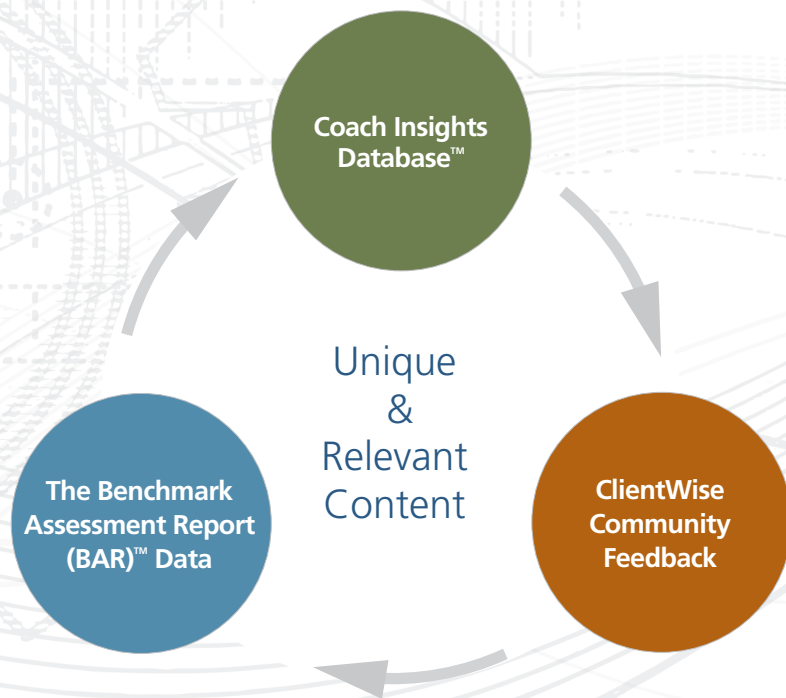 Coach Insights
Database™
Unique
&
Relevant
Content
The Benchmark
Assessment Report
(BAR)™ Data
ClientWise
Community
Feedback